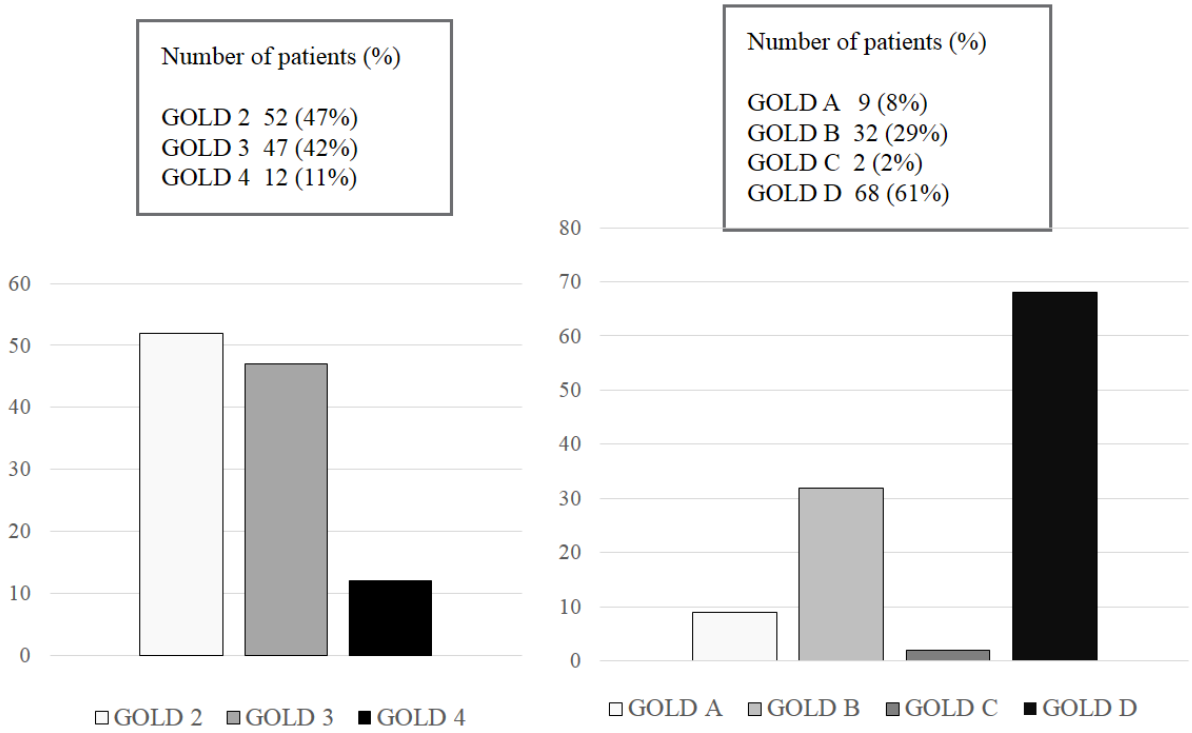 Number of patients (%)
GOLD 2 52 (47%)
GOLD 3 47 (42%)
GOLD 4 12 (11%)
60
50
40
30
20
10
0
GOLD 2 GOLD 3 GOLD 4
Number of patients (%)
GOLD A 9 (8%)
GOLD B 32 (29%)
GOLD C 2 (2%)
GOLD D 68 (61%)
80
70
60
50
40
30
20
10
0
GOLD A GOLD B GOLD C GOLD D